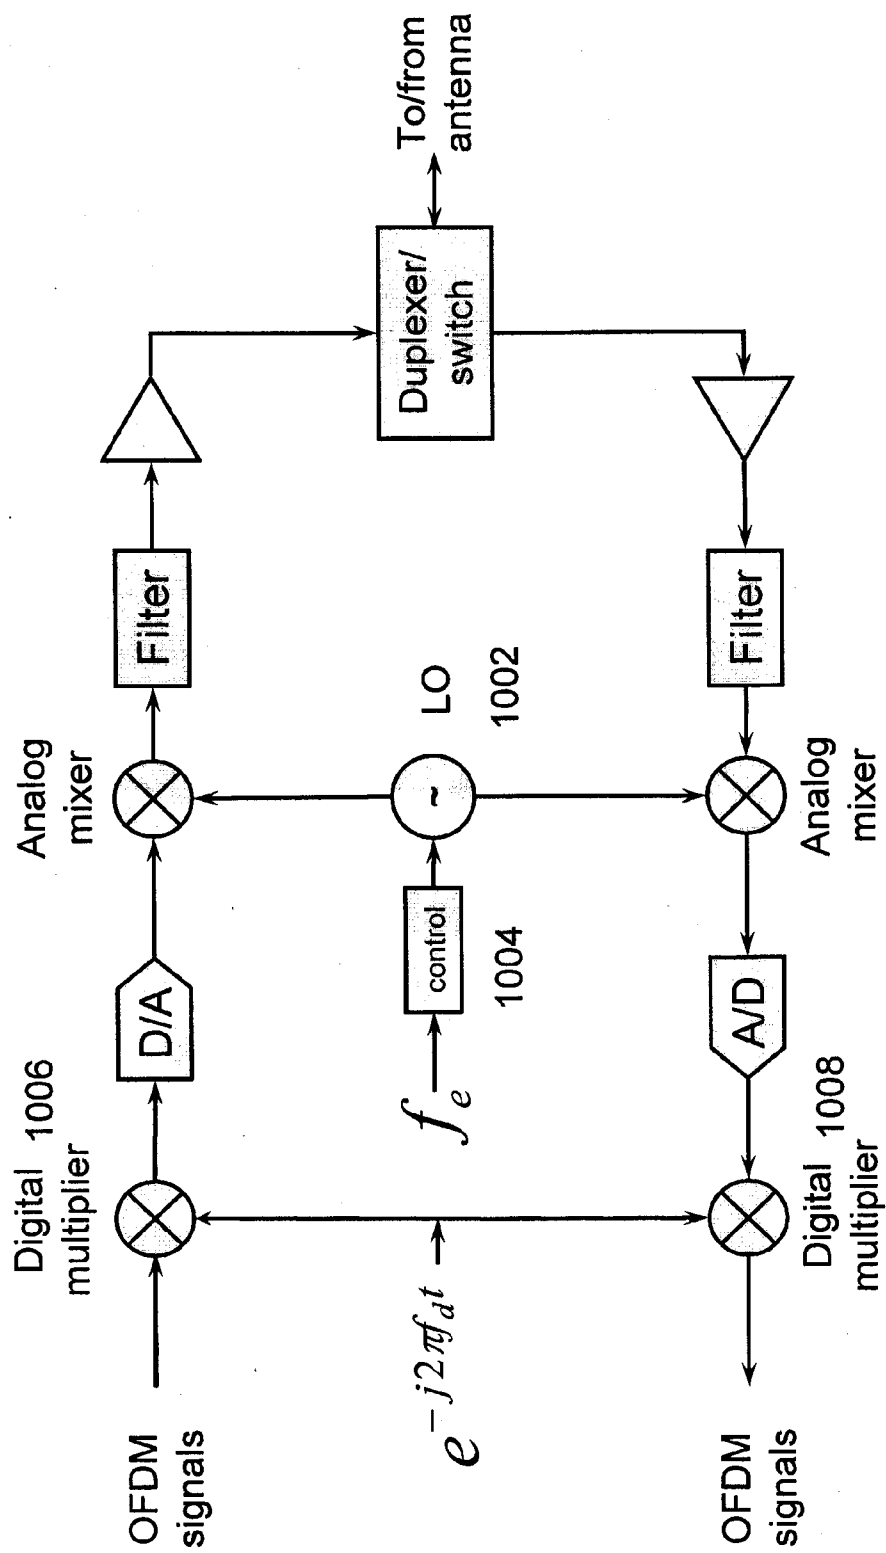 OFDM
signals
Digital 1006
multiplier
D/A
Analog
mixer
Filter
e^{-j2πf_d t}
f_e
control
1004
~
LO
1002
Duplexer/
switch
To/from
antenna
OFDM
signals
Digital 1008
multiplier
A/D
Analog
mixer
Filter